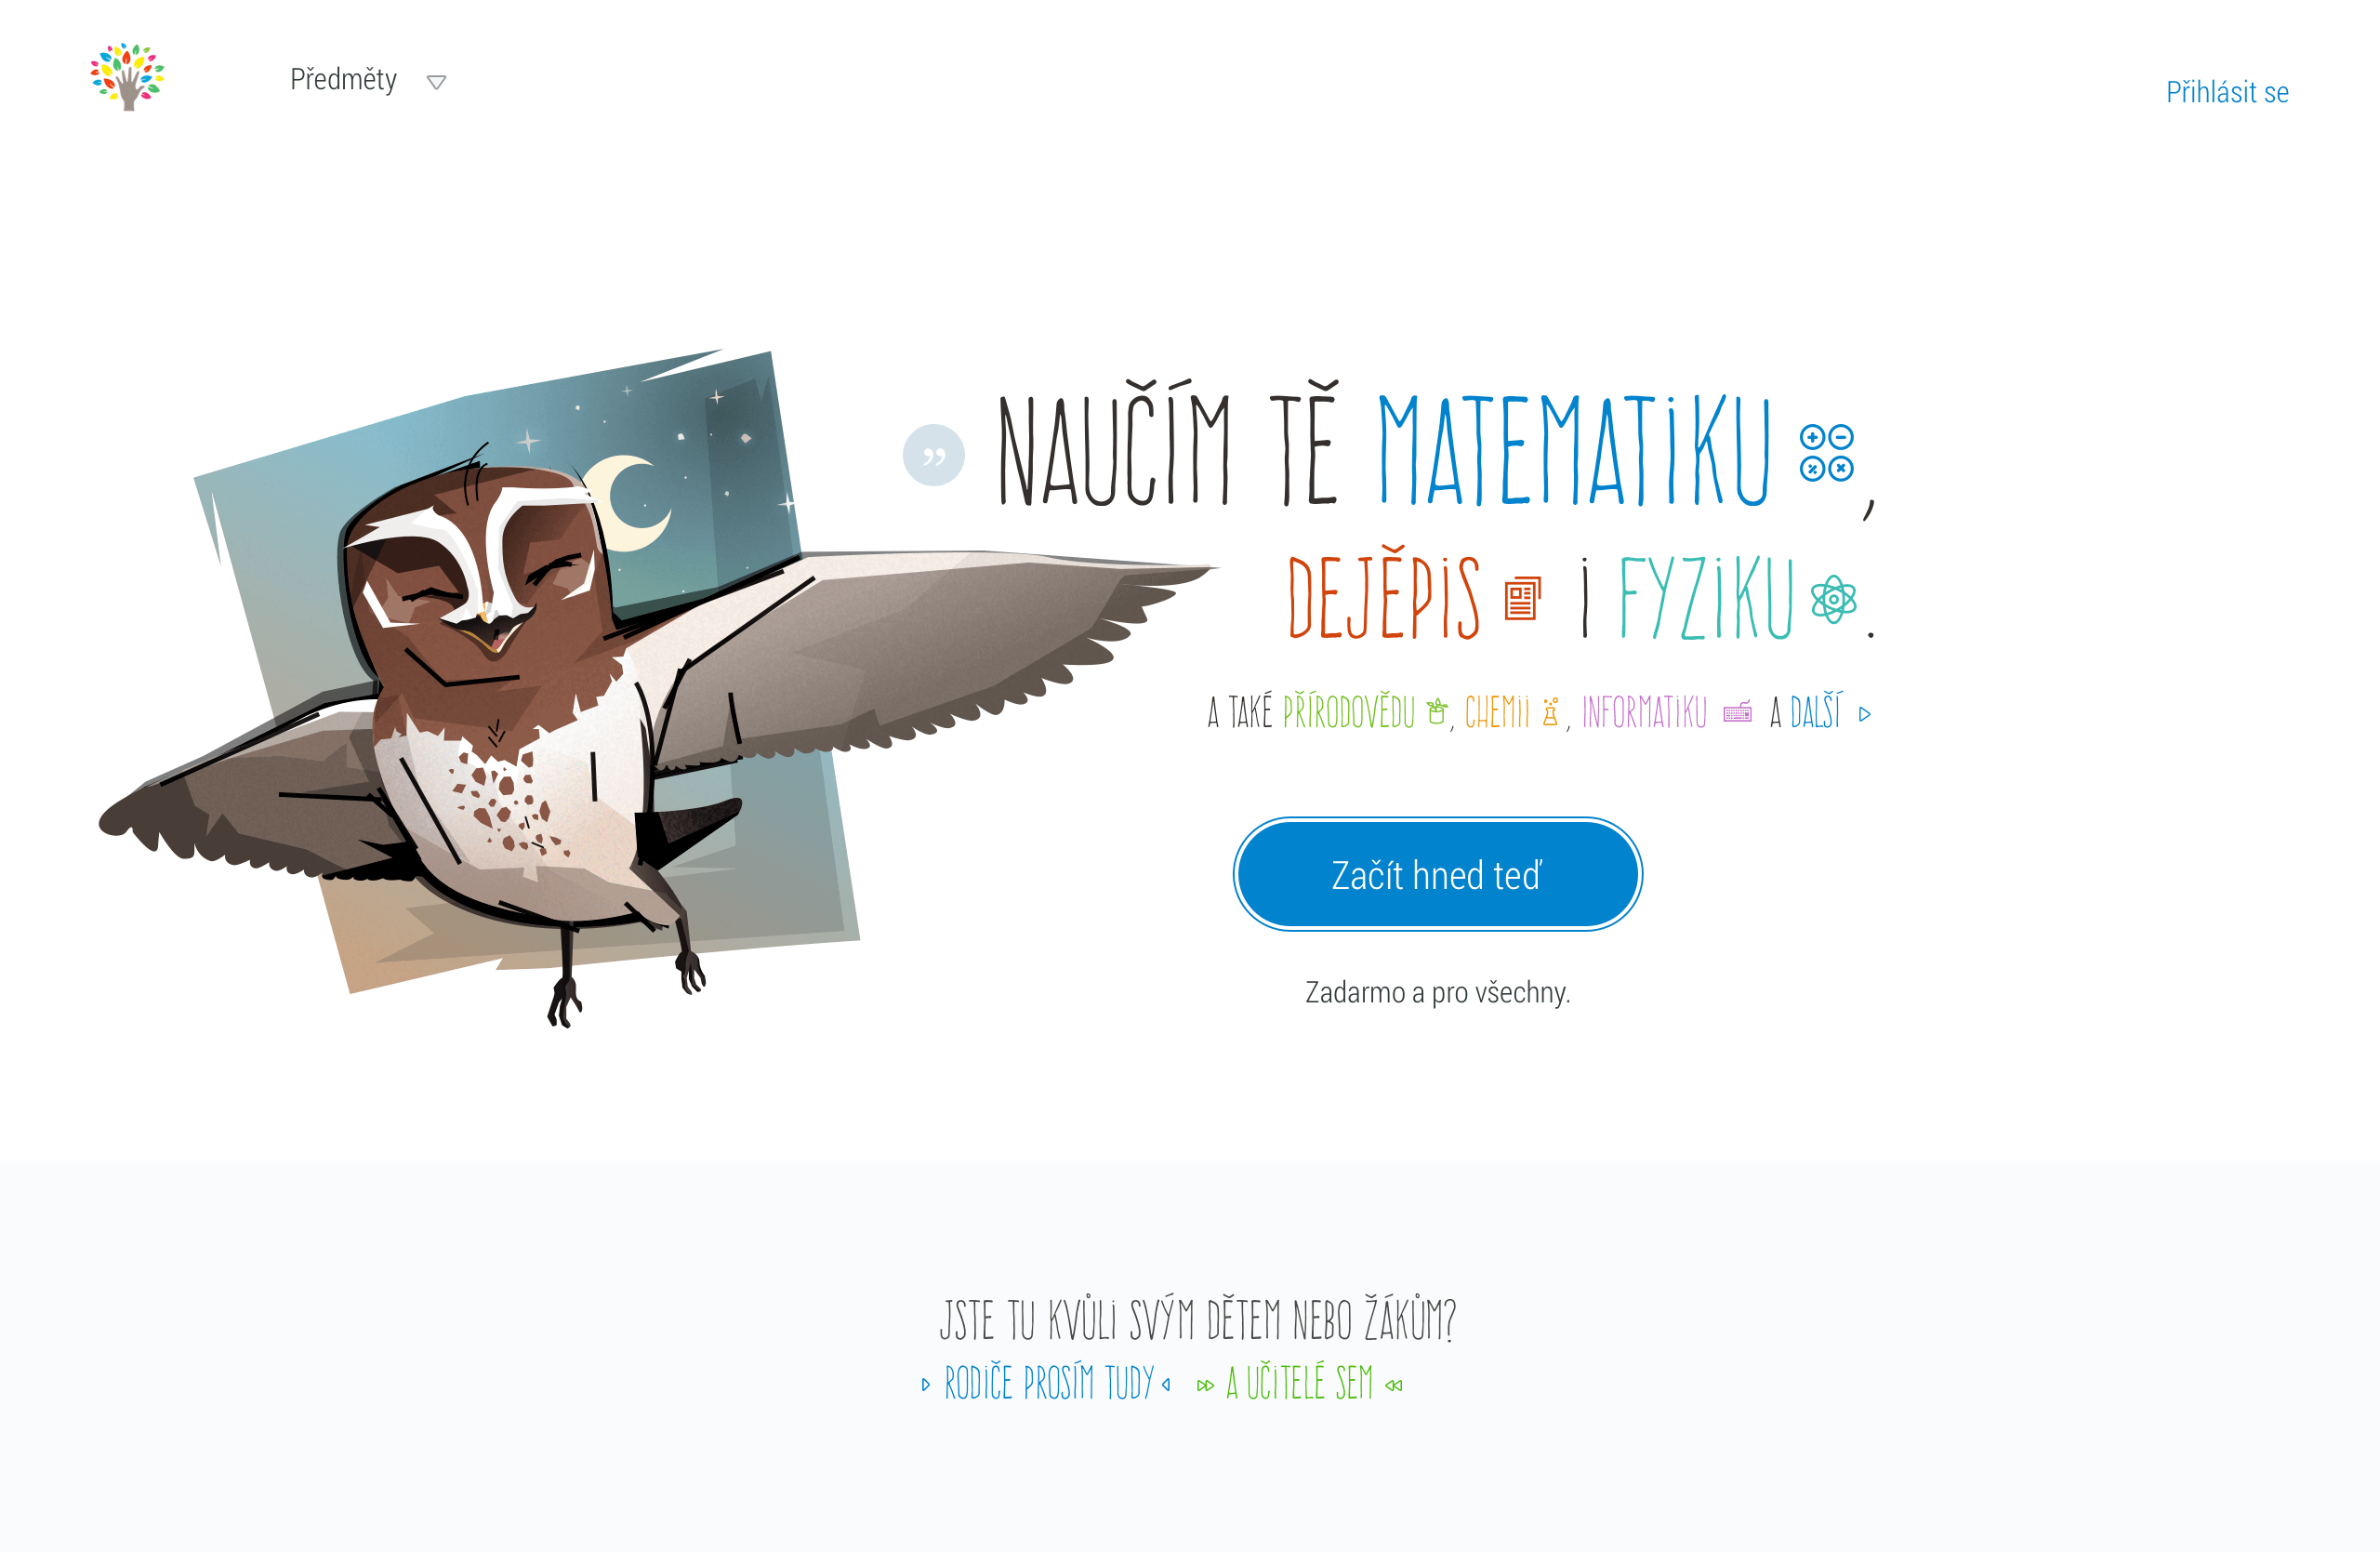 Předměty
Přihlásit se
NAUČÍM TĚ MATEMATIKU ,
DEJĚPIS I FYZIKU .
A TAKÉ PŘÍRODOVĚDU , CHEMII , INFORMATIKU A DALŠÍ
Začít hned teď
Zadarmo a pro všechny.
JSTE TU KVŮLI SVÝM DĚTEM NEBO ŽÁKŮM?
RODIČE PROSÍM TUDY A UČITELÉ SEM